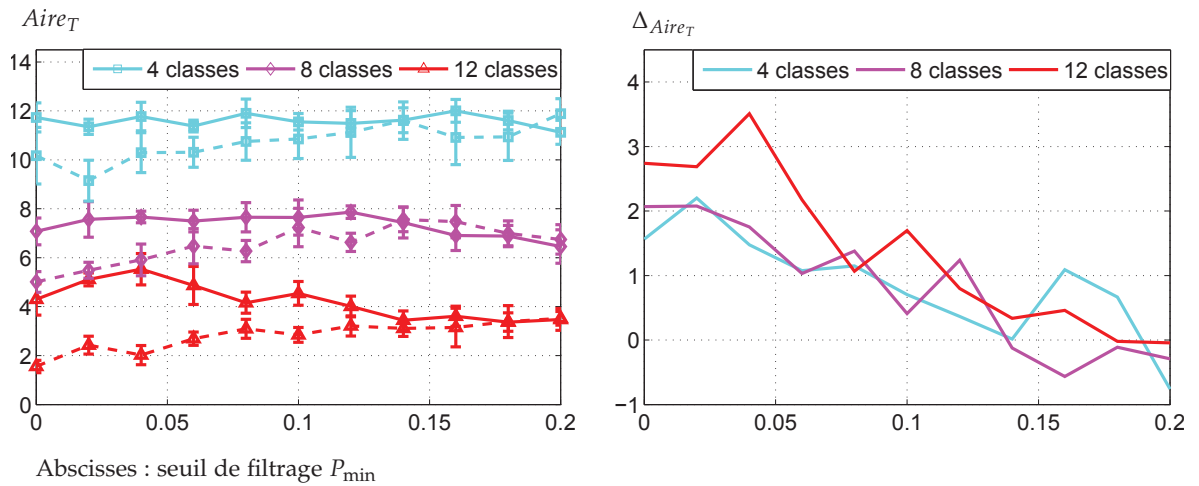 Aire_T
14
12
10
8
6
4
2
0
4 classes 8 classes 12 classes
0 0.05 0.1 0.15 0.2
Abscisses : seuil de filtrage P_min
Δ_Aire_T
4
3
2
1
0
−1
4 classes 8 classes 12 classes
0 0.05 0.1 0.15 0.2